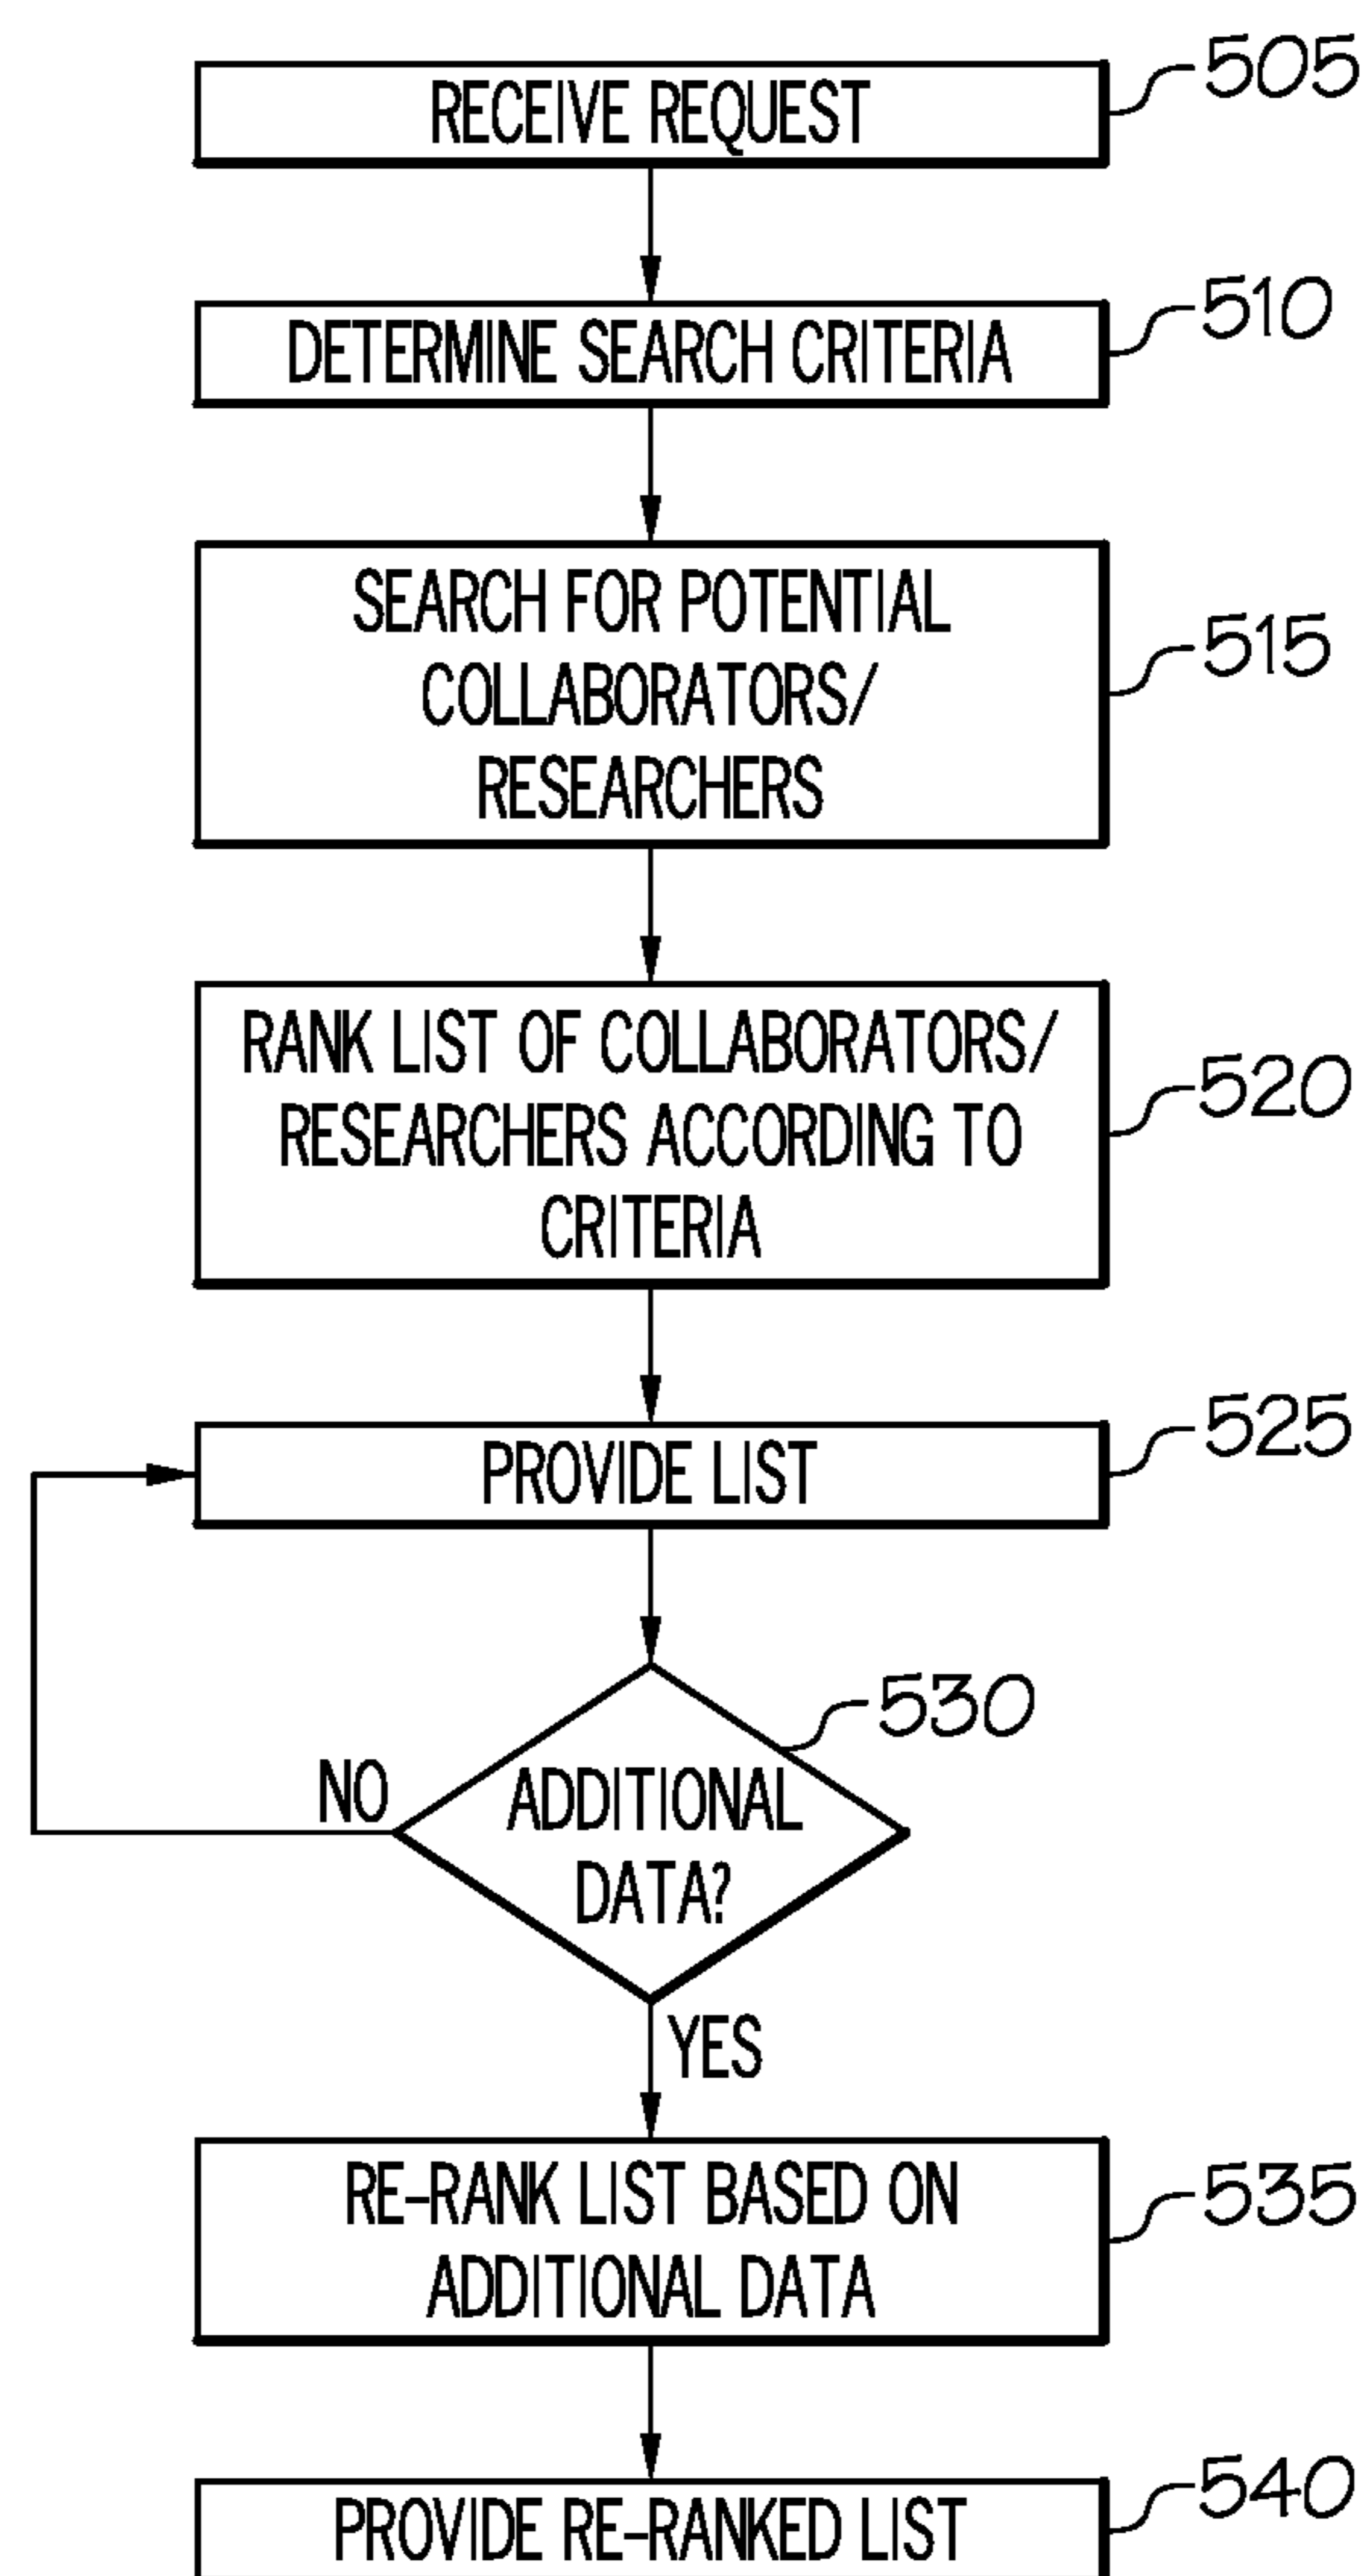 RECEIVE REQUEST
505
DETERMINE SEARCH CRITERIA
510
SEARCH FOR POTENTIAL
COLLABORATORS/
RESEARCHERS
515
RANK LIST OF COLLABORATORS/
RESEARCHERS ACCORDING TO
CRITERIA
520
PROVIDE LIST
525
530
NO
ADDITIONAL
DATA?
YES
RE-RANK LIST BASED ON
ADDITIONAL DATA
535
PROVIDE RE-RANKED LIST
540